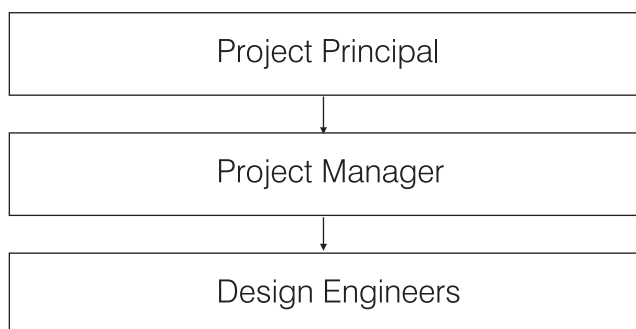 Project Principal
Project Manager
Design Engineers